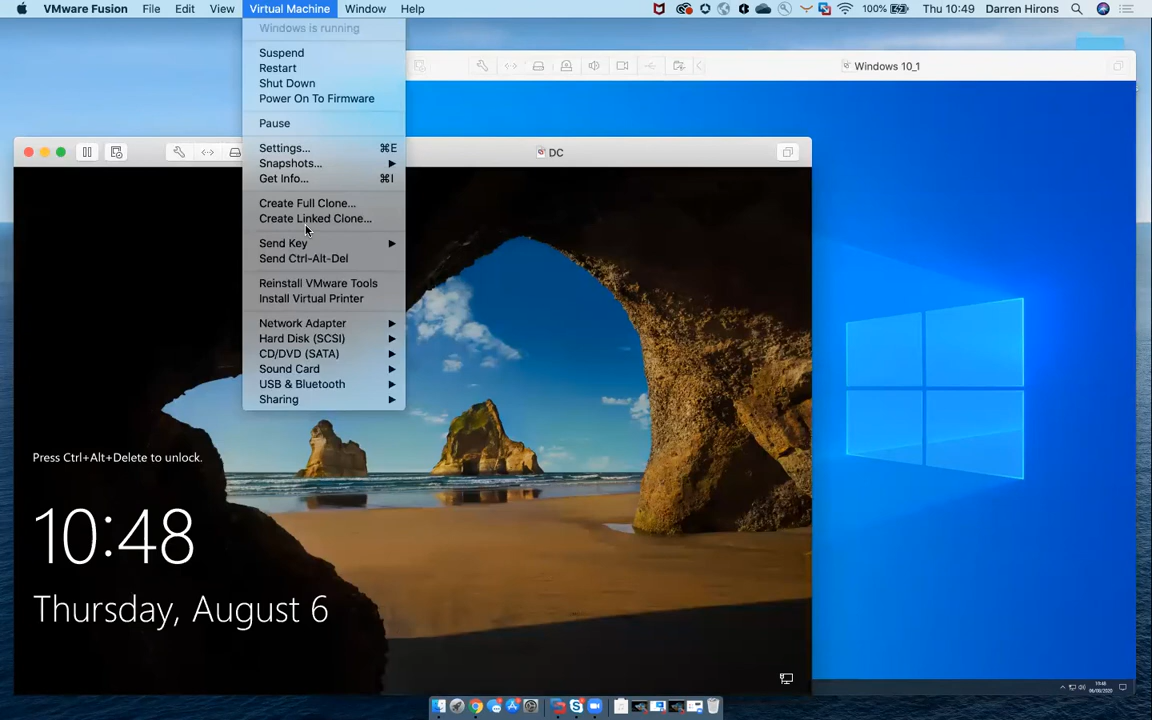 VMware Fusion File Edit View Virtual Machine Window Help 100% Thu 10:49 Darren Hirons
Windows is running
Suspend
Restart
Shut Down
Power On To Firmware
Pause
Settings... ⌘E
Snapshots...
Get Info... ⌘I
Create Full Clone...
Create Linked Clone...
Send Key
Send Ctrl-Alt-Del
Reinstall VMware Tools
Install Virtual Printer
Network Adapter
Hard Disk (SCSI)
CD/DVD (SATA)
Sound Card
USB & Bluetooth
Sharing
Windows 10_1
DC
Press Ctrl+Alt+Delete to unlock.
10:48
Thursday, August 6